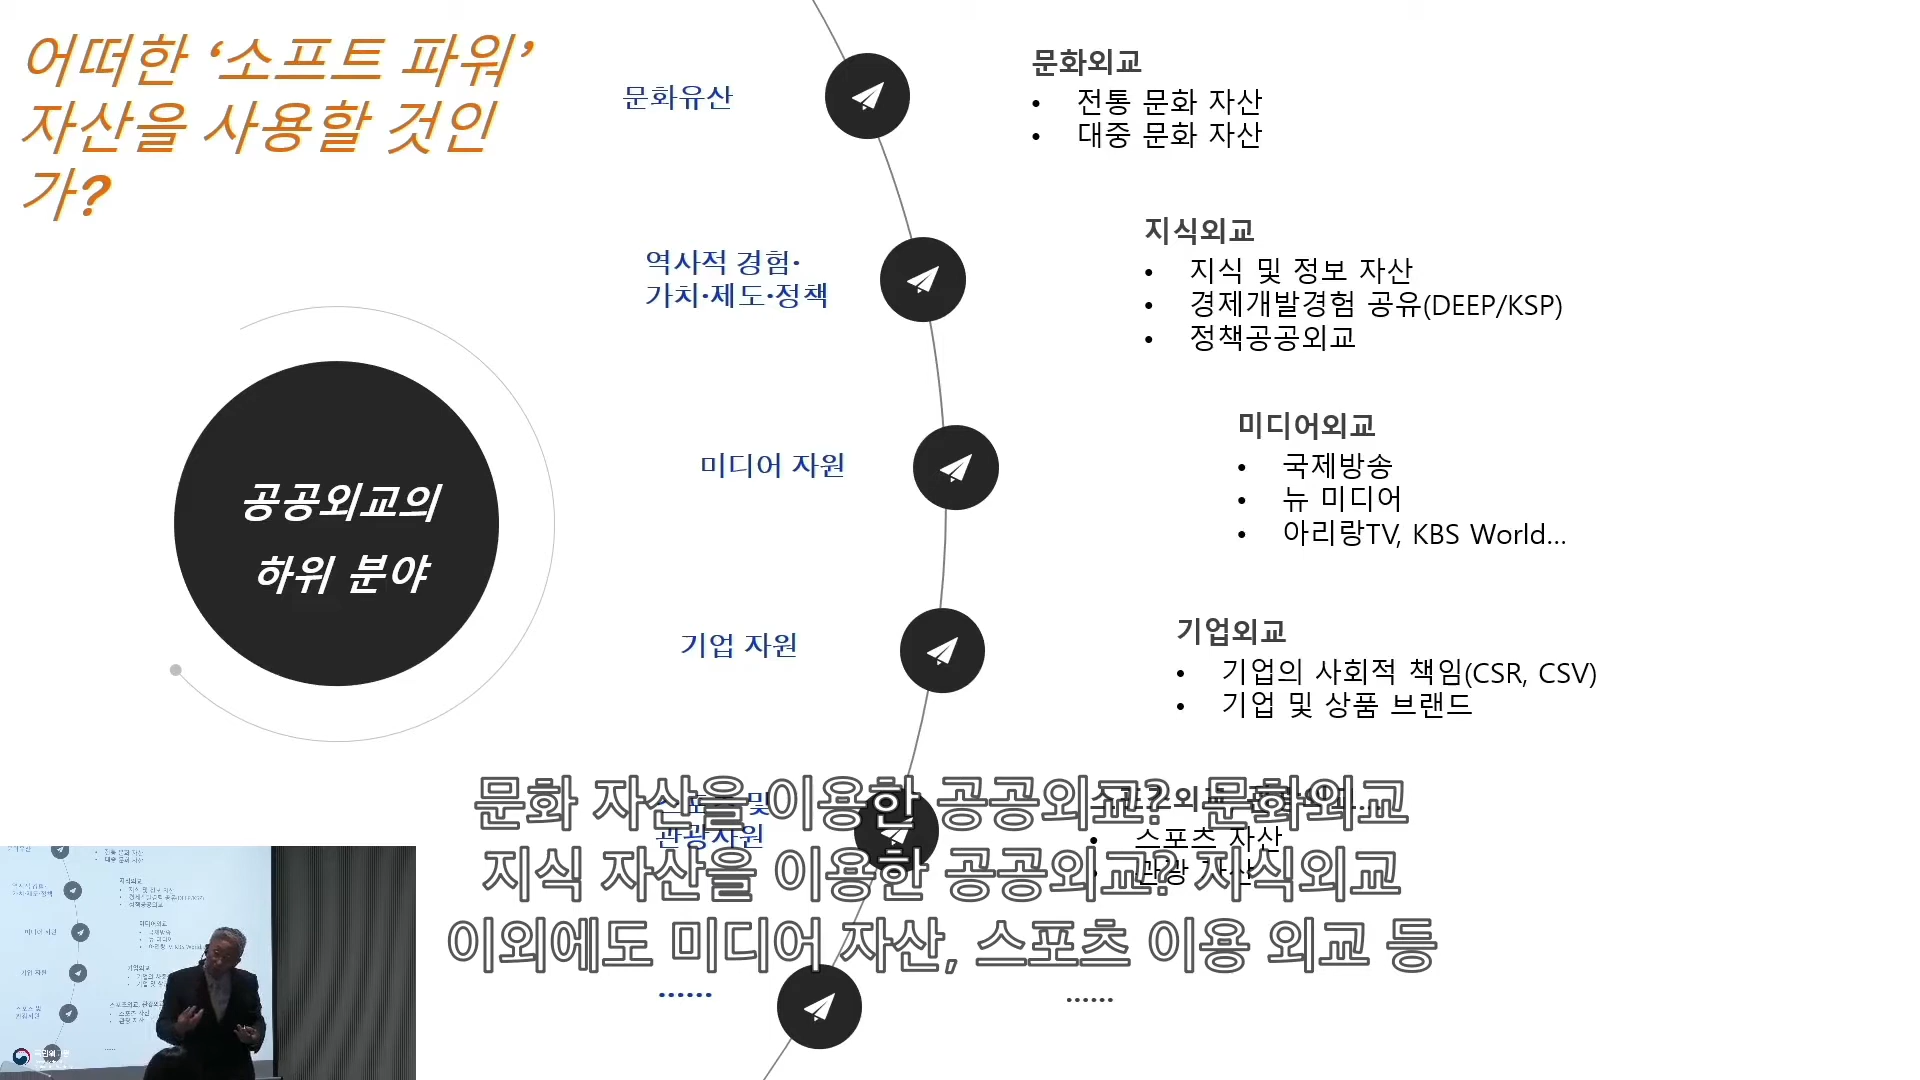 어떠한 ‘소프트 파워’
자산을 사용할 것인
가?
공공외교의
하위 분야
문화유산
문화외교
• 전통 문화 자산
• 대중 문화 자산
역사적 경험·
가치·제도·정책
지식외교
• 지식 및 정보 자산
• 경제개발경험 공유(DEEP/KSP)
• 정책공공외교
미디어 자원
미디어외교
• 국제방송
• 뉴 미디어
• 아리랑TV, KBS World...
기업 자원
기업외교
• 기업의 사회적 책임(CSR, CSV)
• 기업 및 상품 브랜드
스포츠 및
관광자원
• 스포츠 자산
• 관광 자산
......
......
문화 자산을 이용한 공공외교? 문화외교
지식 자산을 이용한 공공외교? 지식외교
이외에도 미디어 자산, 스포츠 이용 외교 등